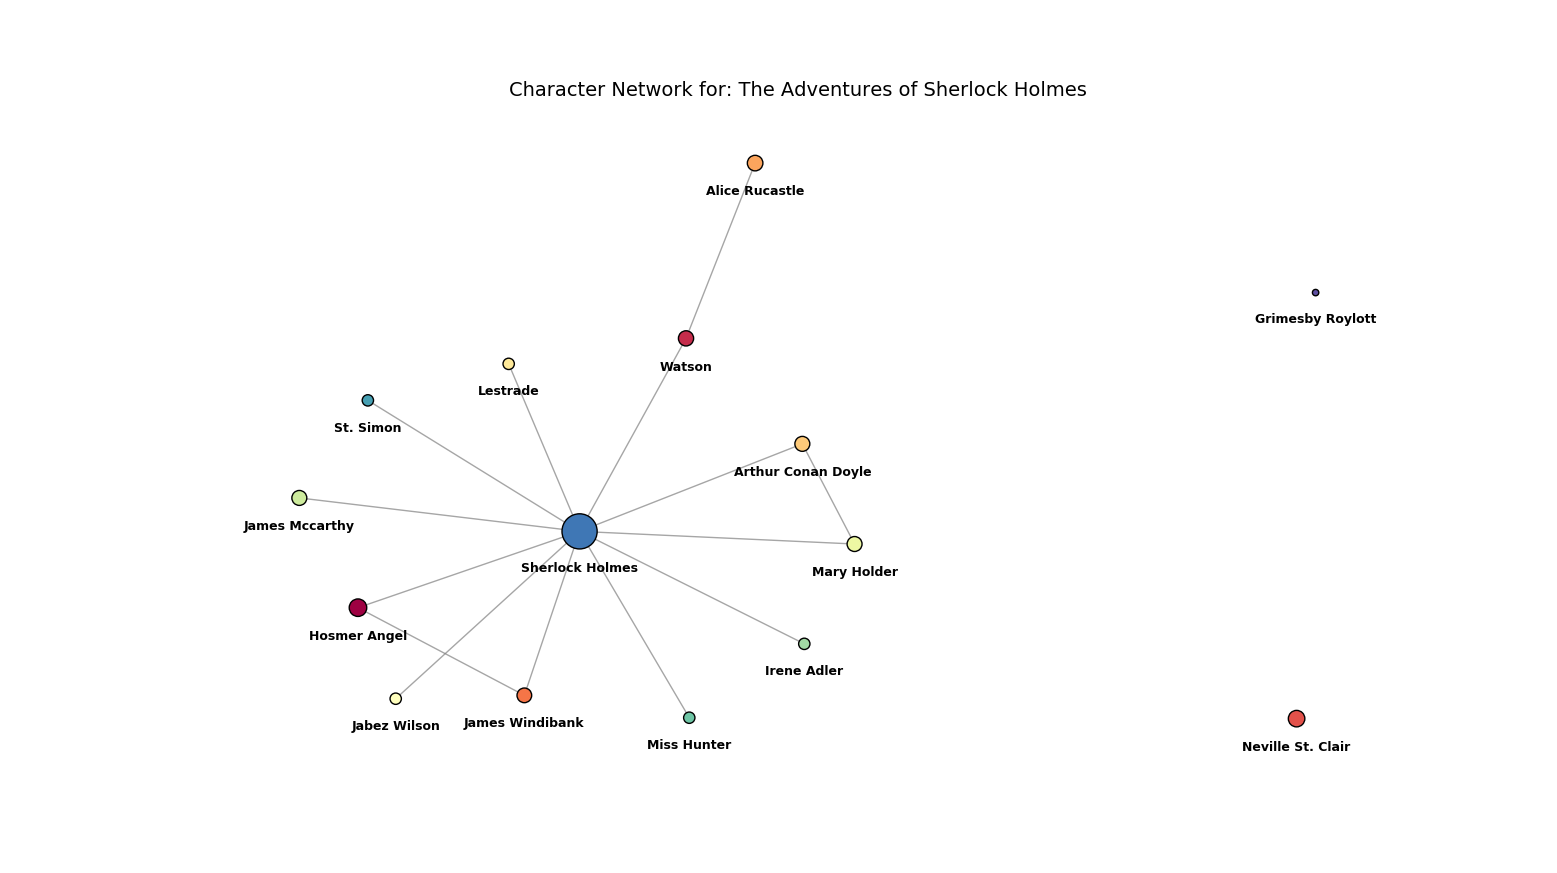 Character Network for: The Adventures of Sherlock Holmes
Alice Rucastle
Grimesby Roylott
Watson
Lestrade
St. Simon
Arthur Conan Doyle
James Mccarthy
Sherlock Holmes
Mary Holder
Hosmer Angel
Irene Adler
Jabez Wilson
James Windibank
Miss Hunter
Neville St. Clair